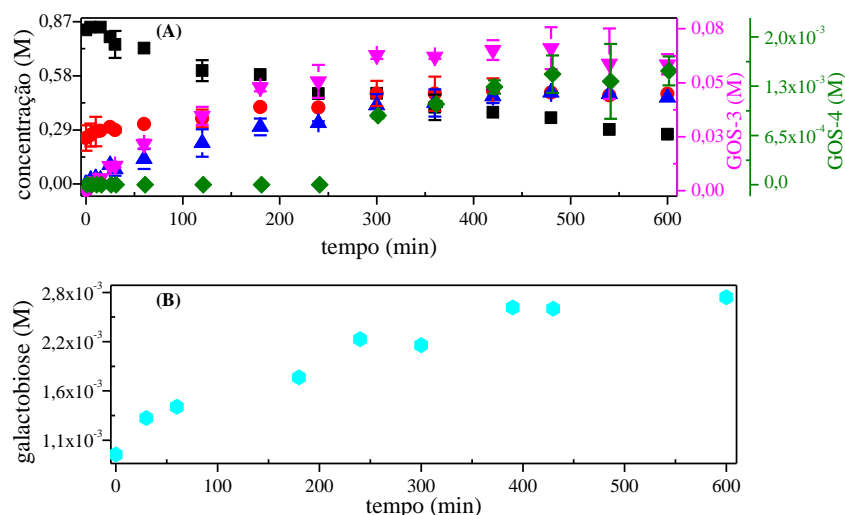 (A)
concentração (M)
0,87
0,58
0,29
0,00
0 100 200 300 400 500 600
tempo (min)
0,08
0,05
0,03
0,00
GOS-3 (M)
2,0x10⁻³
1,3x10⁻³
6,5x10⁻⁴
0,0
GOS-4 (M)
(B)
galactobiose (M)
2,8x10⁻³
2,2x10⁻³
1,6x10⁻³
1,1x10⁻³
0 100 200 300 400 500 600
tempo (min)